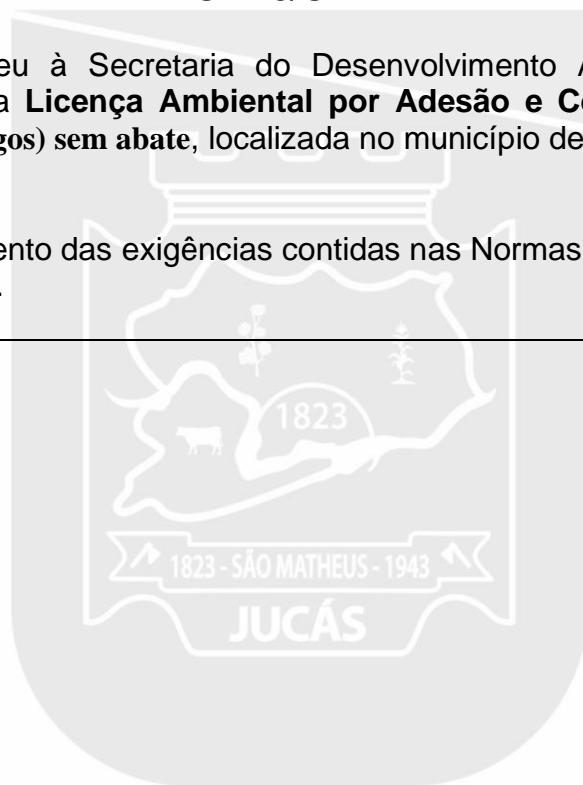 eu à Secretaria do Desenvolvimento
a Licença Ambiental por Adesão e
gos) sem abate, localizada no município de
ento das exigências contidas nas Normas
.
1823
1823 - SÃO MATHEUS - 1943
JUCÁS